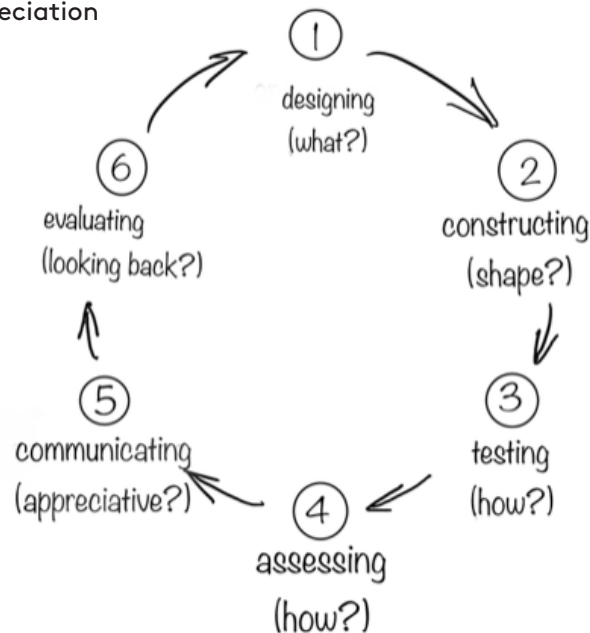 eciation
1
designing
(what?)
2
constructing
(shape?)
3
testing
(how?)
4
assessing
(how?)
5
communicating
(appreciative?)
6
evaluating
(looking back?)